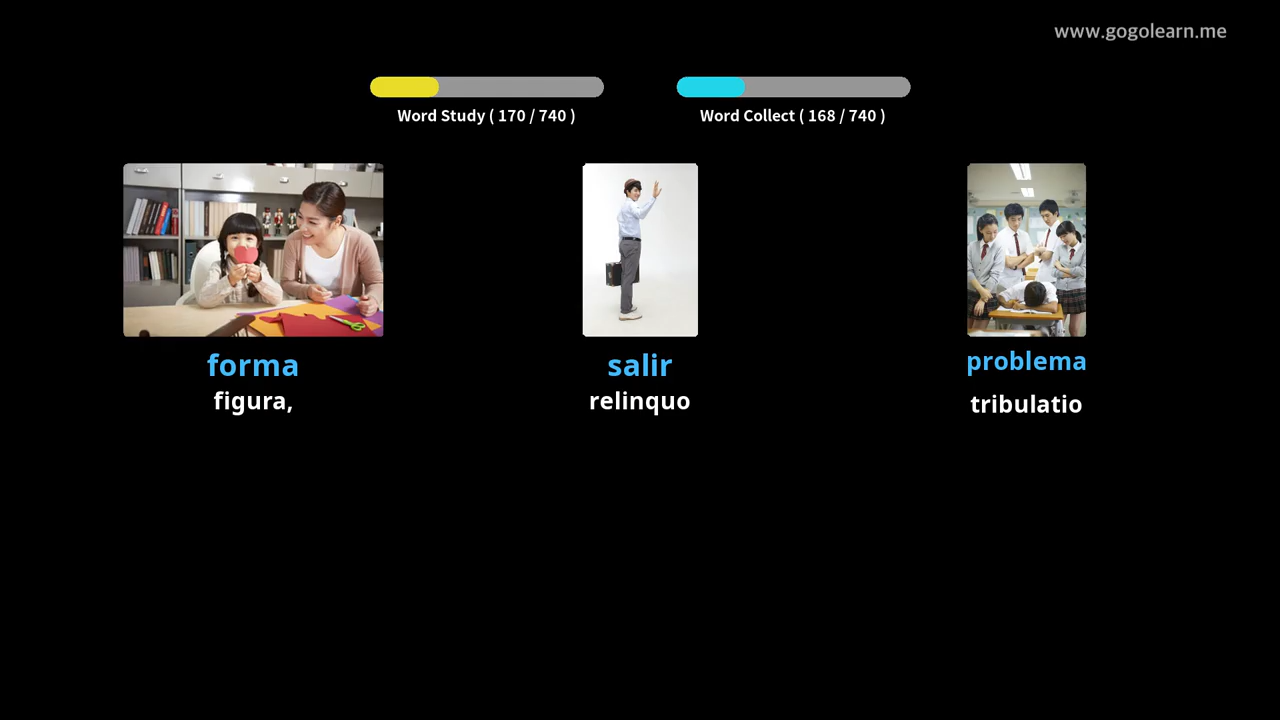 www.gogolearn.me
Word Study ( 170 / 740 )
Word Collect ( 168 / 740 )
forma
figura,
salir
relinquo
problema
tribulatio